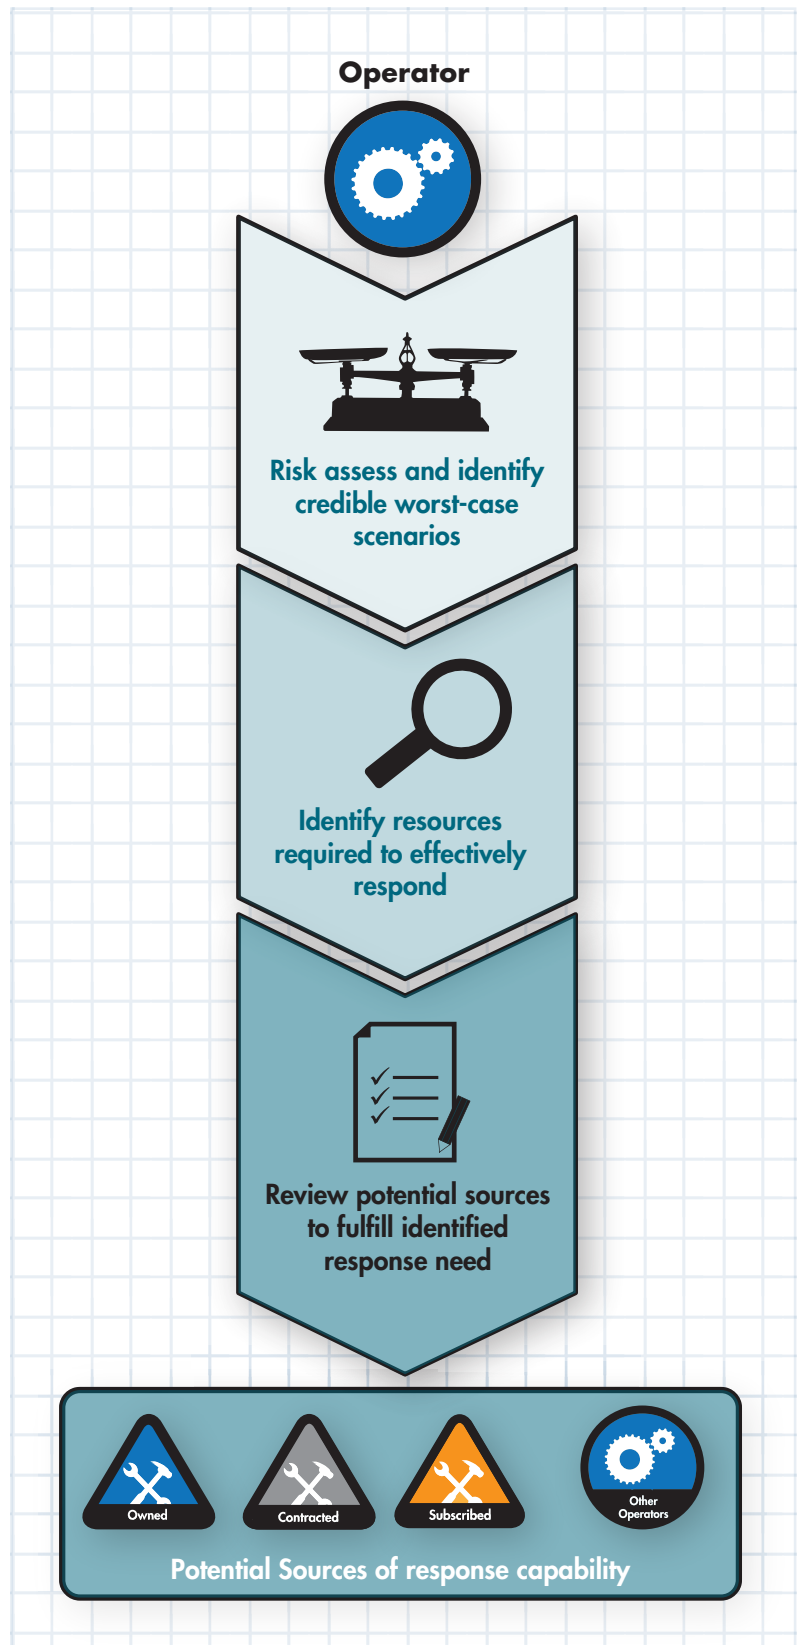 Operator
Risk assess and identify
credible worst-case
scenarios
Identify resources
required to effectively
respond
Review potential sources
to fulfill identified
response need
Owned
Contracted
Subscribed
Other
Operators
Potential Sources of response capability